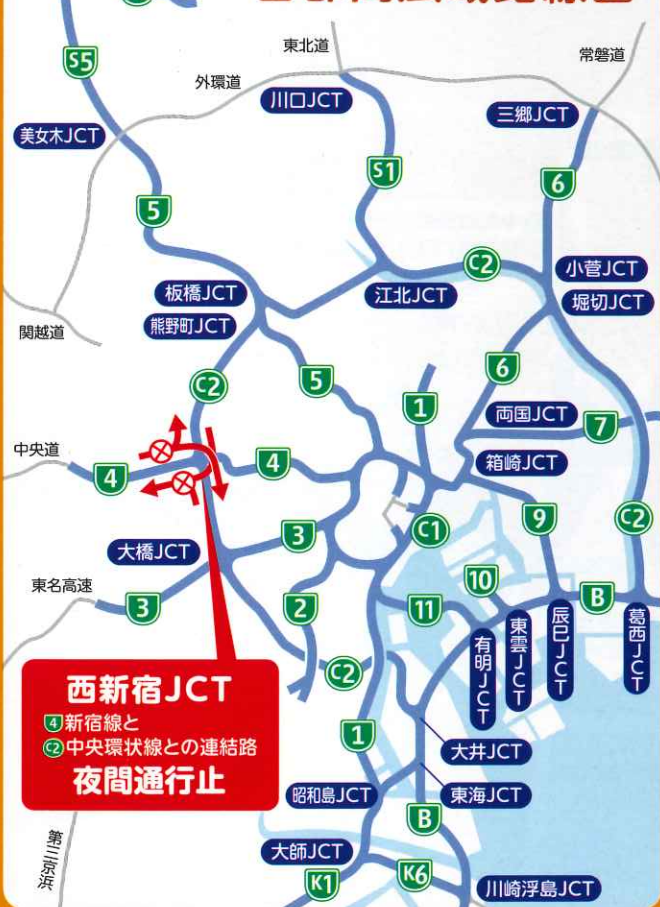 S5
東北道
常磐道
外環道
川口JCT
三郷JCT
美女木JCT
S1
6
5
C2
小菅JCT
板橋JCT
江北JCT
堀切JCT
関越道
熊野町JCT
C2
5
6
1
両国JCT
7
中央道
4
4
箱崎JCT
C1
9
C2
大橋JCT
3
東名高速
3
2
11
10
B
有明JCT
東雲JCT
辰巳JCT
葛西JCT
西新宿JCT
4新宿線と
C2中央環状線との連結路
夜間通行止
C2
1
大井JCT
昭和島JCT
東海JCT
B
第三京浜
大師JCT
K1
K6
川崎浮島JCT